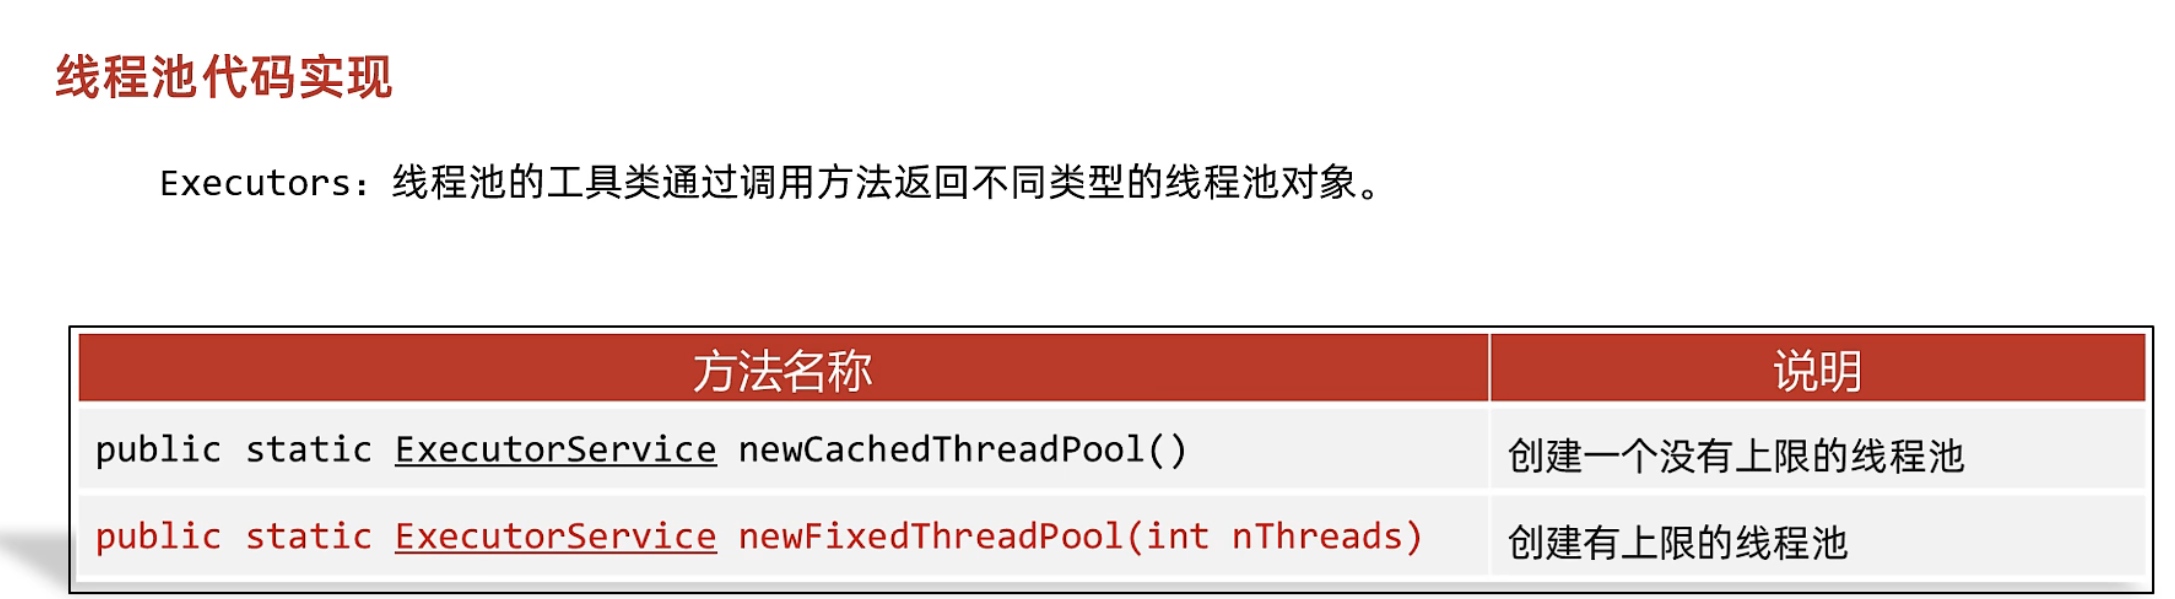 线程池代码实现
Executors：线程池的工具类通过调用方法返回不同类型的线程池对象。
方法名称 说明
public static ExecutorService newCachedThreadPool() 创建一个没有上限的线程池
public static ExecutorService newFixedThreadPool(int nThreads) 创建有上限的线程池